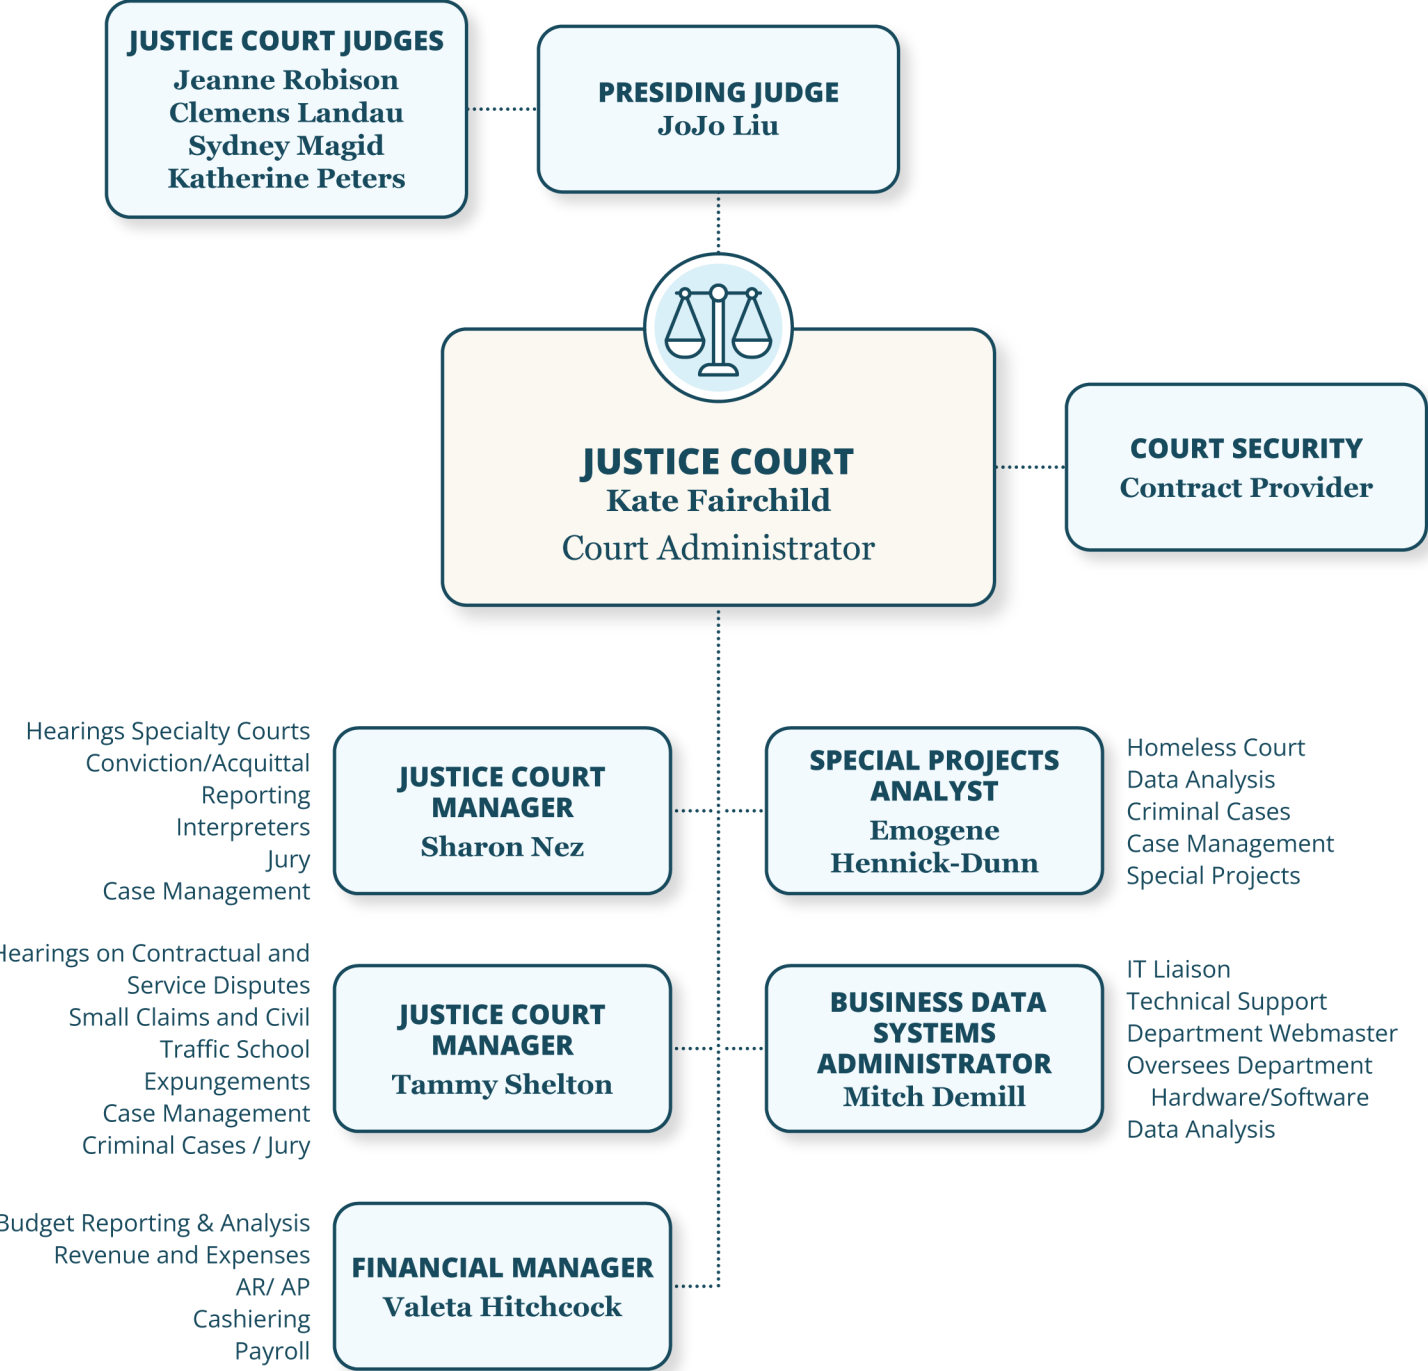 JUSTICE COURT JUDGES
Jeanne Robison
Clemens Landau
Sydney Magid
Katherine Peters
PRESIDING JUDGE
JoJo Liu
JUSTICE COURT
Kate Fairchild
Court Administrator
COURT SECURITY
Contract Provider
Hearings Specialty Courts
Conviction/Acquittal
Reporting
Interpreters
Jury
Case Management
JUSTICE COURT
MANAGER
Sharon Nez
SPECIAL PROJECTS
ANALYST
Emogene
Hennick-Dunn
Homeless Court
Data Analysis
Criminal Cases
Case Management
Special Projects
Hearings on Contractual and
Service Disputes
Small Claims and Civil
Traffic School
Expungements
Case Management
Criminal Cases / Jury
JUSTICE COURT
MANAGER
Tammy Shelton
BUSINESS DATA
SYSTEMS
ADMINISTRATOR
Mitch Demill
IT Liaison
Technical Support
Department Webmaster
Oversees Department
Hardware/Software
Data Analysis
Budget Reporting & Analysis
Revenue and Expenses
AR/ AP
Cashiering
Payroll
FINANCIAL MANAGER
Valeta Hitchcock